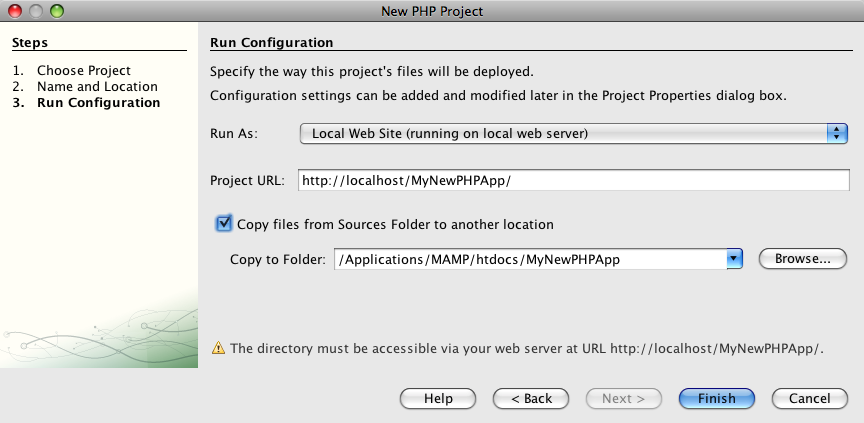 New PHP Project
Steps
1. Choose Project
2. Name and Location
3. Run Configuration
Run Configuration
Specify the way this project's files will be deployed.
Configuration settings can be added and modified later in the Project Properties dialog box.
Run As: Local Web Site (running on local web server)
Project URL: http://localhost/MyNewPHPApp/
Copy files from Sources Folder to another location
Copy to Folder: /Applications/MAMP/htdocs/MyNewPHPApp Browse...
The directory must be accessible via your web server at URL http://localhost/MyNewPHPApp/.
Help < Back Next > Finish Cancel